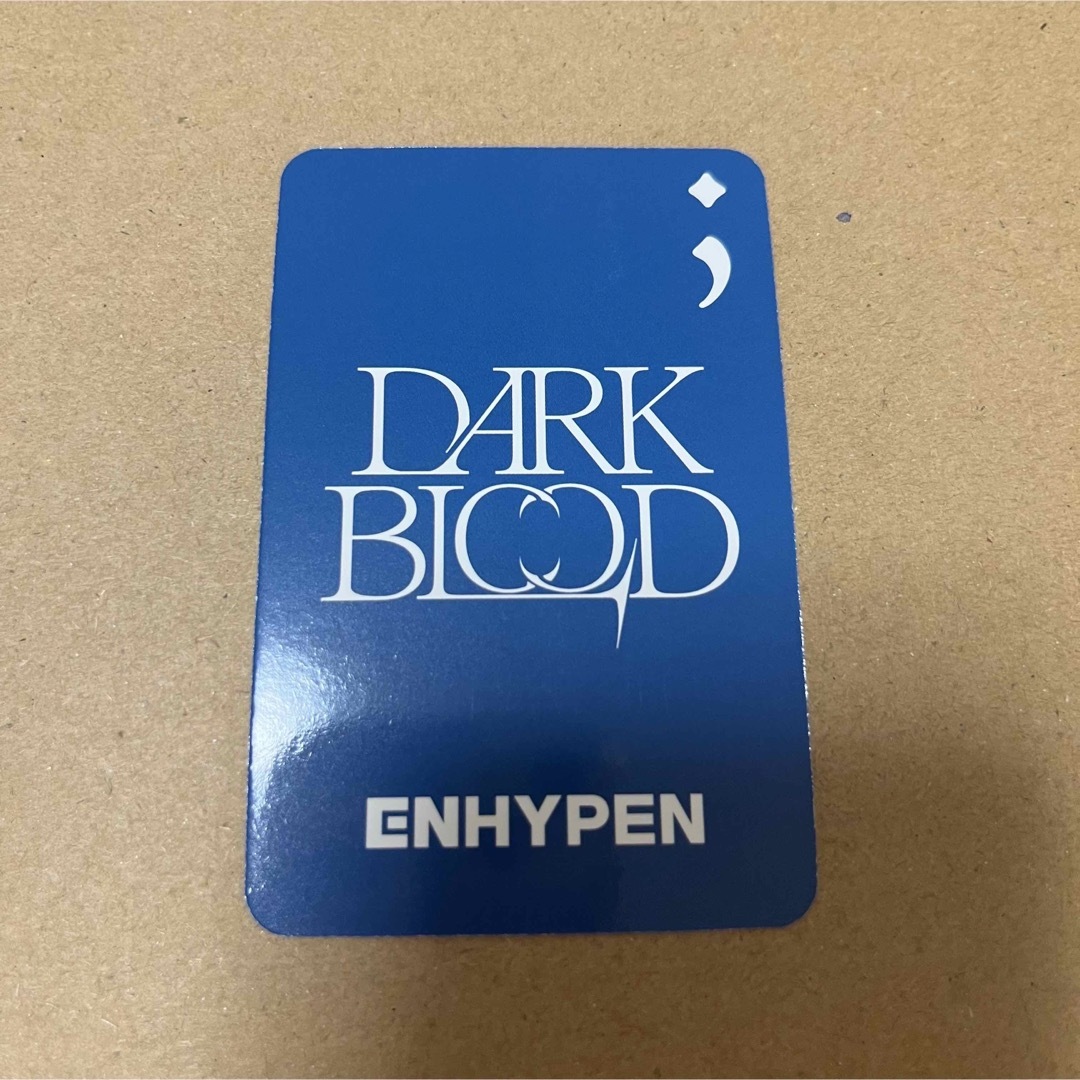 ;
DARK
BLOOD
ENHYPEN